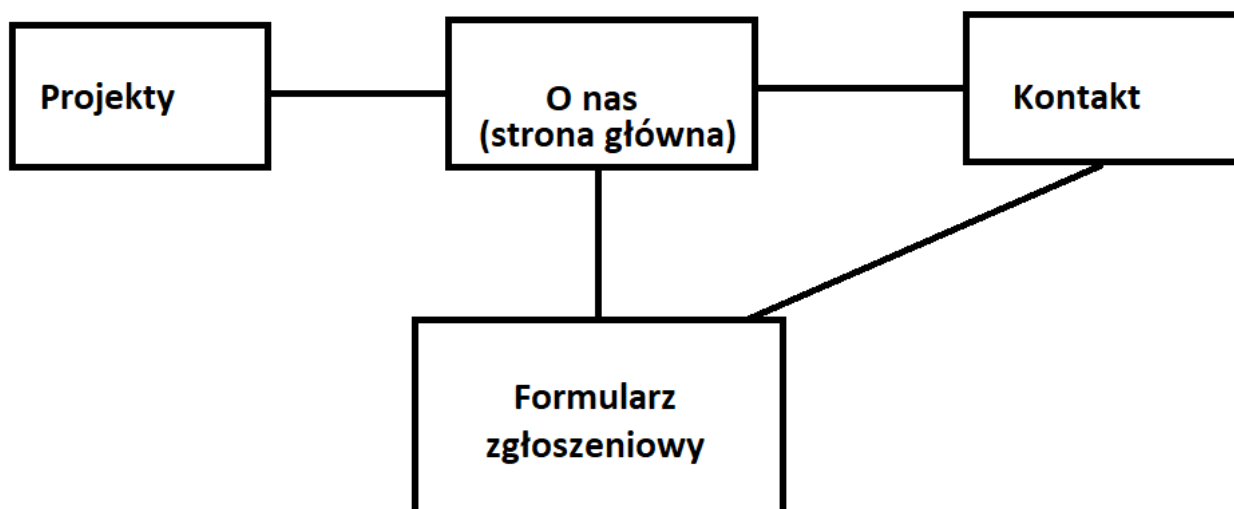 Projekty
O nas
(strona główna)
Kontakt
Formularz
zgłoszeniowy